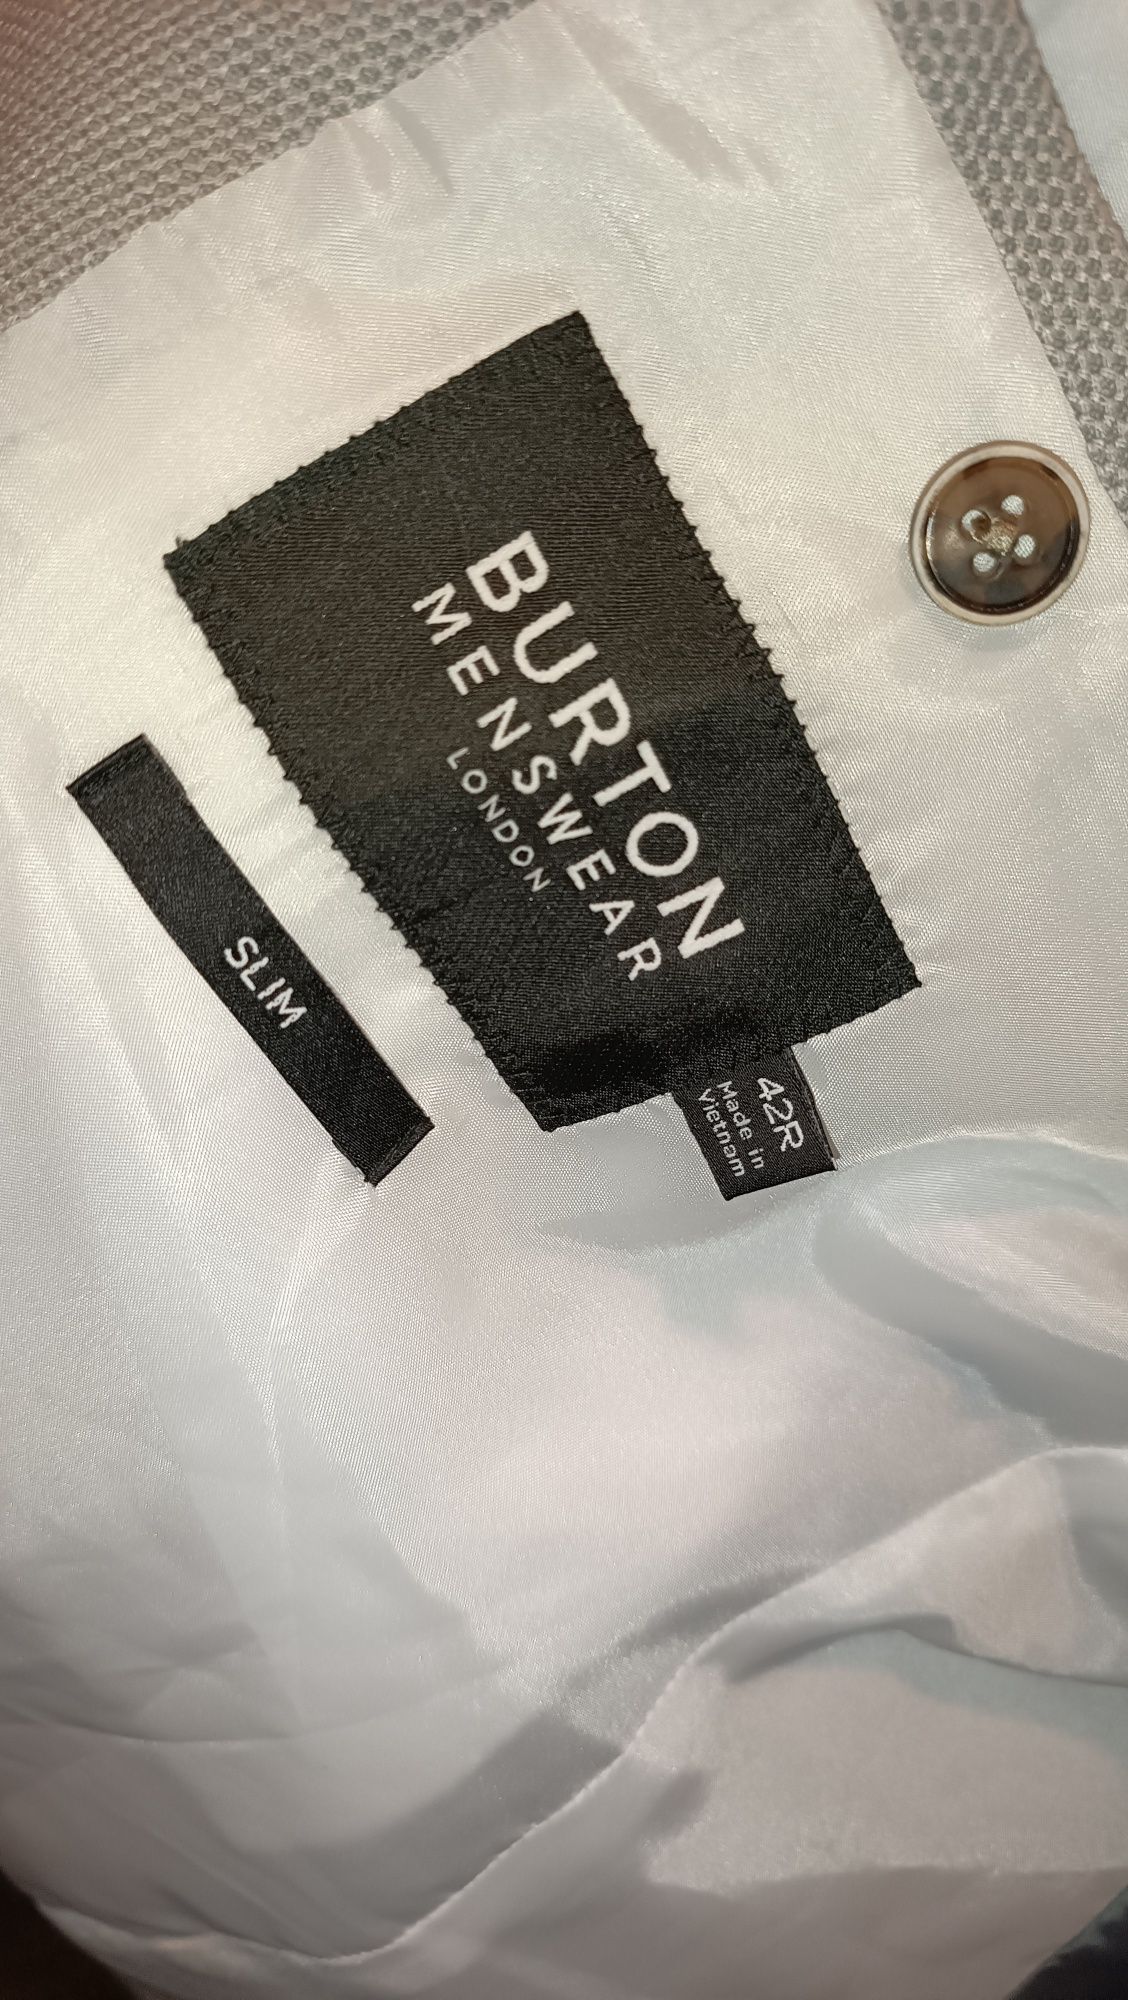 BURTON
MENSWEAR
LONDON
42R
Made in
Vietnam
SLIM